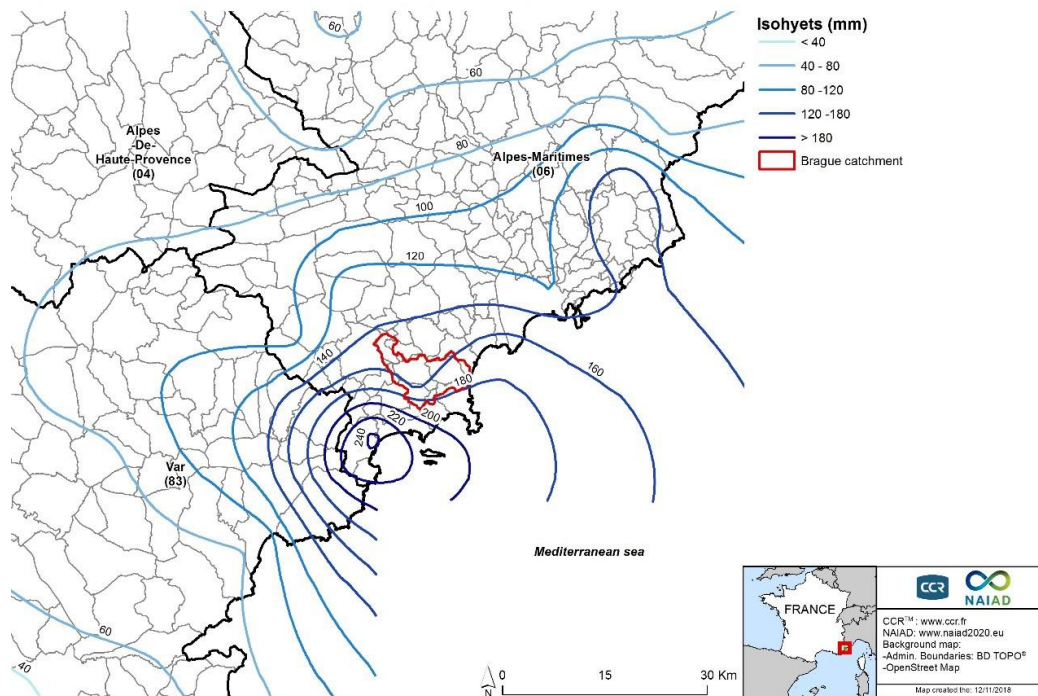 Isohyets (mm)
< 40
40 - 80
80 -120
120 -180
> 180
Brague catchment
60
60
80
Alpes
-De-
Haute-Provence
(04)
Alpes-Maritimes
(06)
100
120
140
160
180
200
220
240
Var
(83)
60
40
Mediterranean sea
N
0 15 30 Km
FRANCE
CCR
NAIAD
CCR™ : www.ccr.fr
NAIAD: www.naiad2020.eu
Background map:
-Admin. Boundaries: BD TOPO®
-OpenStreet Map
Map created the: 12/11/2018